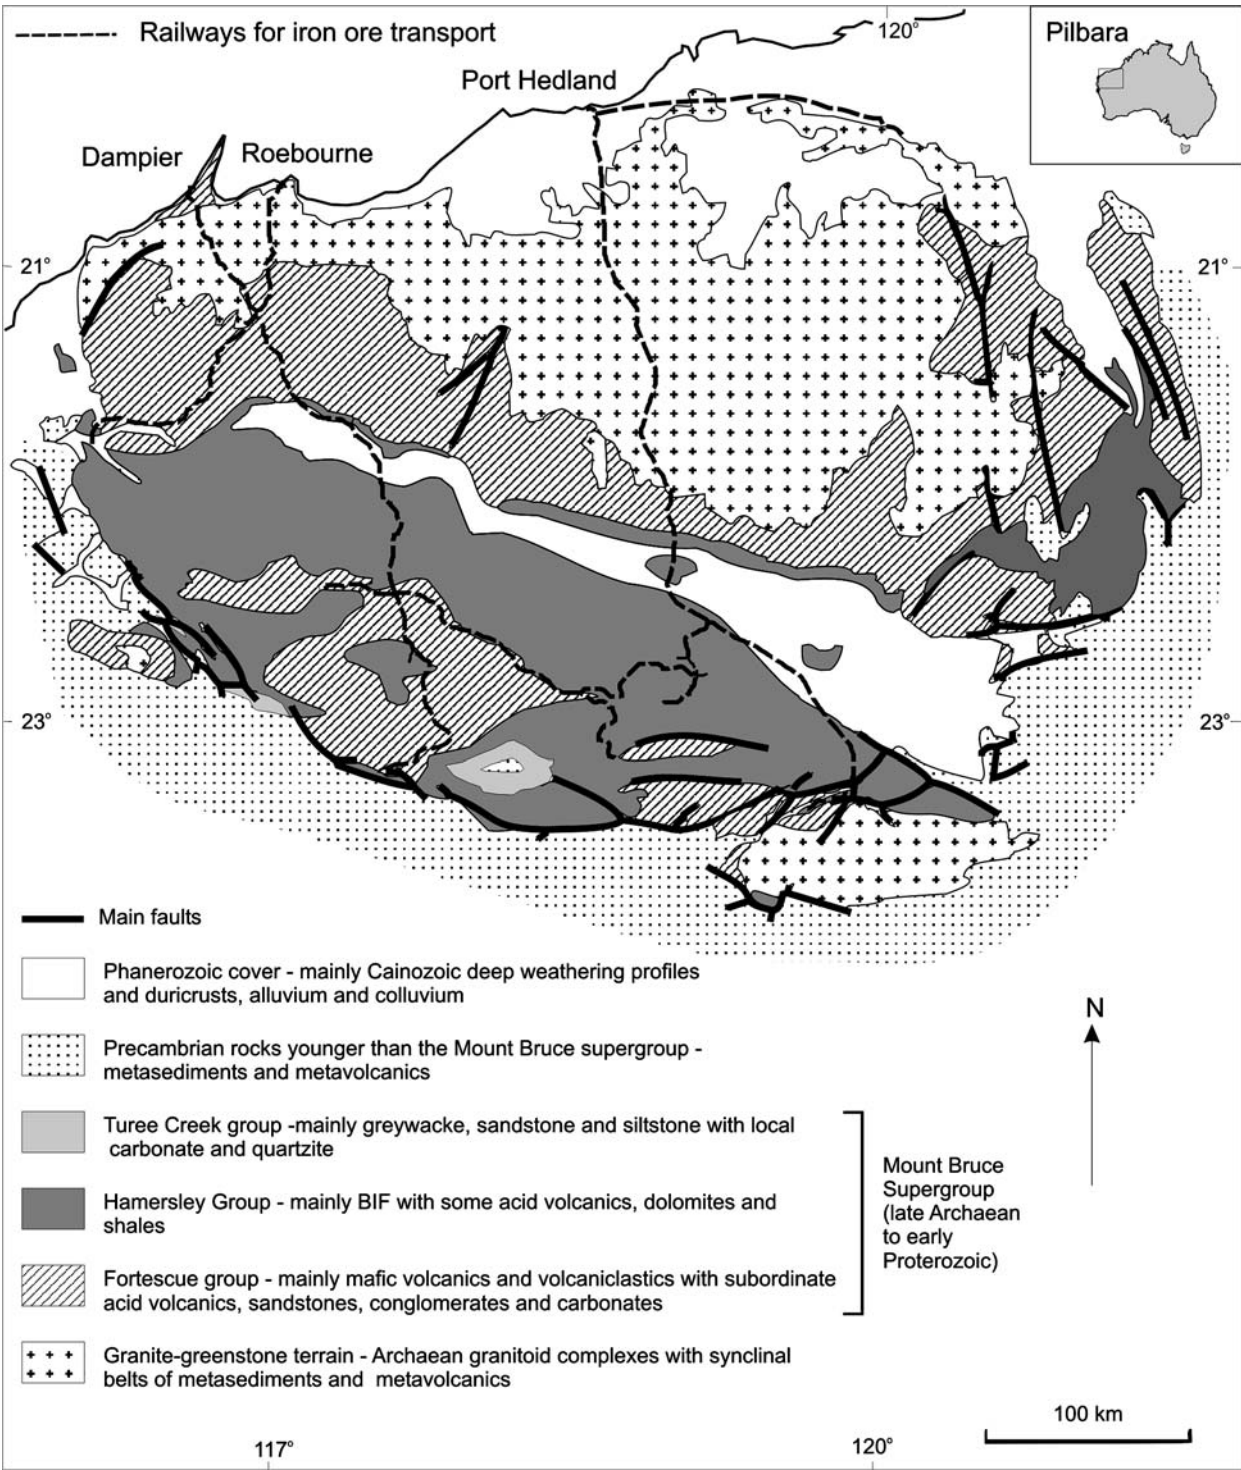 Railways for iron ore transport
120°
Pilbara
Port Hedland
Dampier
Roebourne
21°
21°
23°
23°
Main faults
Phanerozoic cover - mainly Cainozoic deep weathering profiles
and duricrusts, alluvium and colluvium
N
Precambrian rocks younger than the Mount Bruce supergroup -
metasediments and metavolcanics
Turee Creek group -mainly greywacke, sandstone and siltstone with local
carbonate and quartzite
Hamersley Group - mainly BIF with some acid volcanics, dolomites and
shales
Fortescue group - mainly mafic volcanics and volcaniclastics with subordinate
acid volcanics, sandstones, conglomerates and carbonates
Mount Bruce
Supergroup
(late Archaean
to early
Proterozoic)
Granite-greenstone terrain - Archaean granitoid complexes with synclinal
belts of metasediments and metavolcanics
100 km
117°
120°